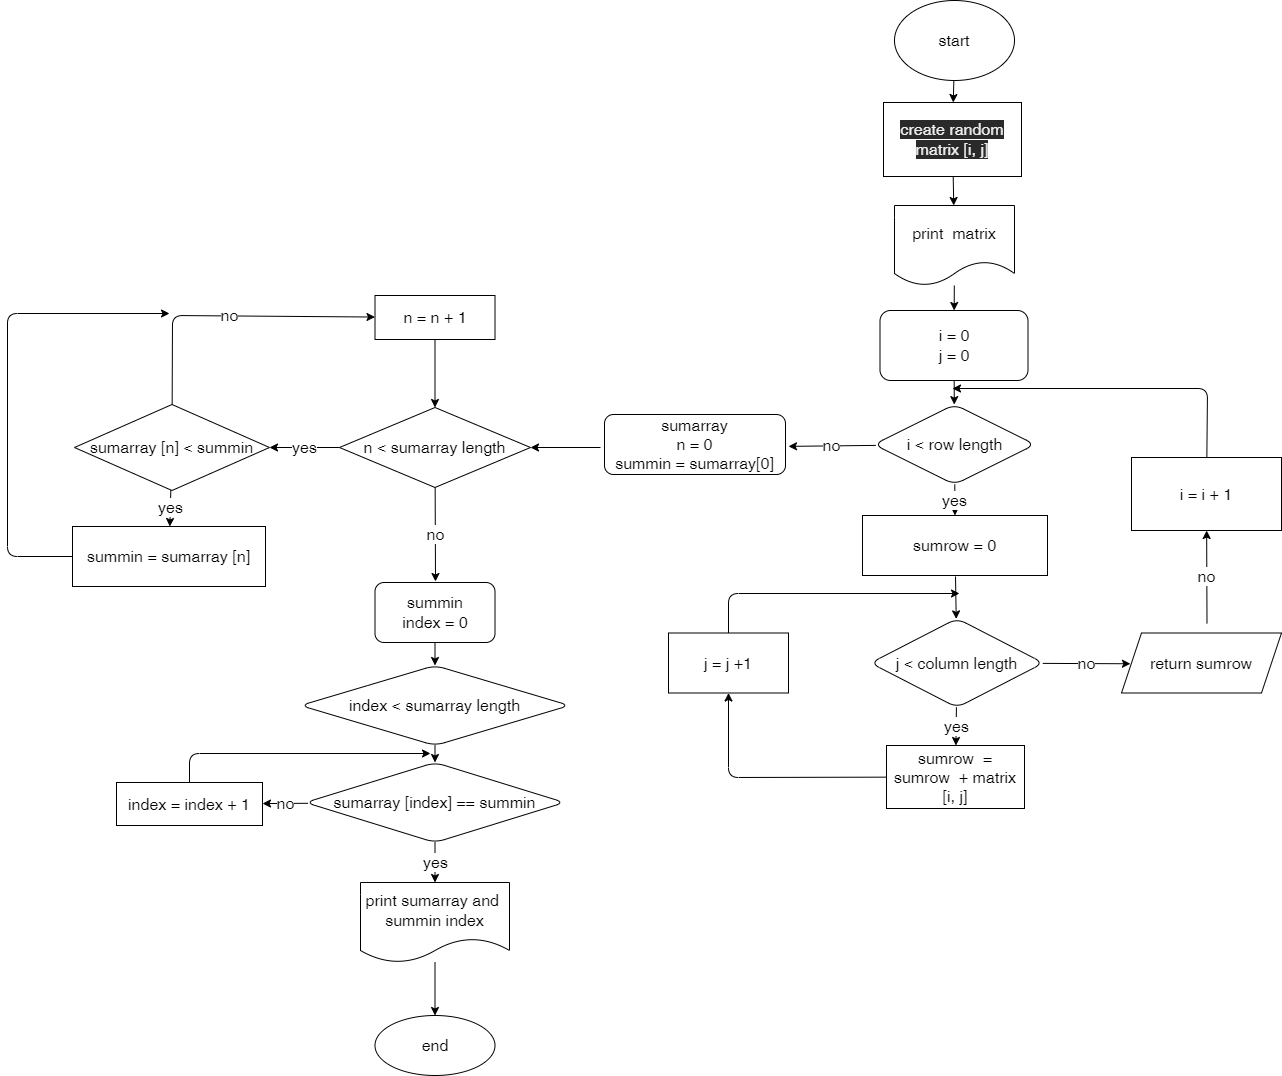 start
create random
matrix [i, j]
print  matrix
i = 0
j = 0
i < row length
no
yes
sumrow = 0
i = i + 1
no
j < column length
no
return sumrow
yes
sumrow  =
sumrow  + matrix
[i, j]
j = j +1
sumarray
n = 0
summin = sumarray[0]
n < sumarray length
yes
sumarray [n] < summin
no
n = n + 1
yes
summin = sumarray [n]
no
summin
index = 0
index < sumarray length
sumarray [index] == summin
no
index = index + 1
yes
print sumarray and
summin index
end